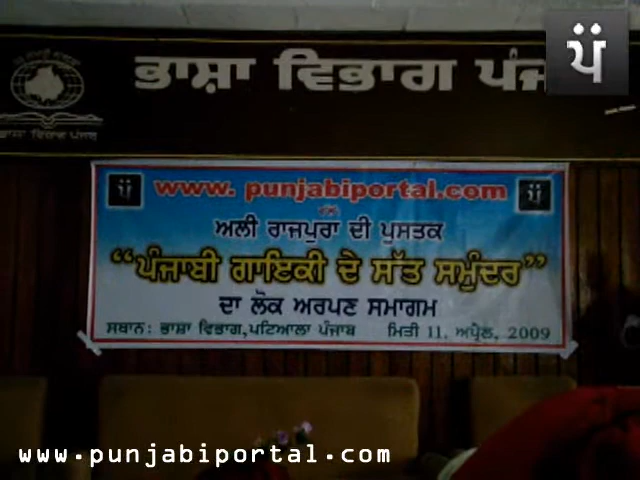 ਭਾਸ਼ਾ ਵਿਭਾਗ
ਭਾਸ਼ਾ ਵਿਭਾਗ ਪੰਜਾਬ
www. punjabiportal.com
ਅਲੀ ਰਾਜਪੁਰਾ ਦੀ ਪੁਸਤਕ
“ਪੰਜਾਬੀ ਗਾਇਕੀ ਦੇ ਸੱਤ ਸਮੁੰਦਰ”
ਦਾ ਲੋਕ ਅਰਪਣ ਸਮਾਗਮ
ਸਥਾਨ: ਭਾਸ਼ਾ ਵਿਭਾਗ,ਪਟਿਆਲਾ ਪੰਜਾਬ ਮਿਤੀ 11, ਅਪ੍ਰੈਲ, 2009
www.punjabiportal.com